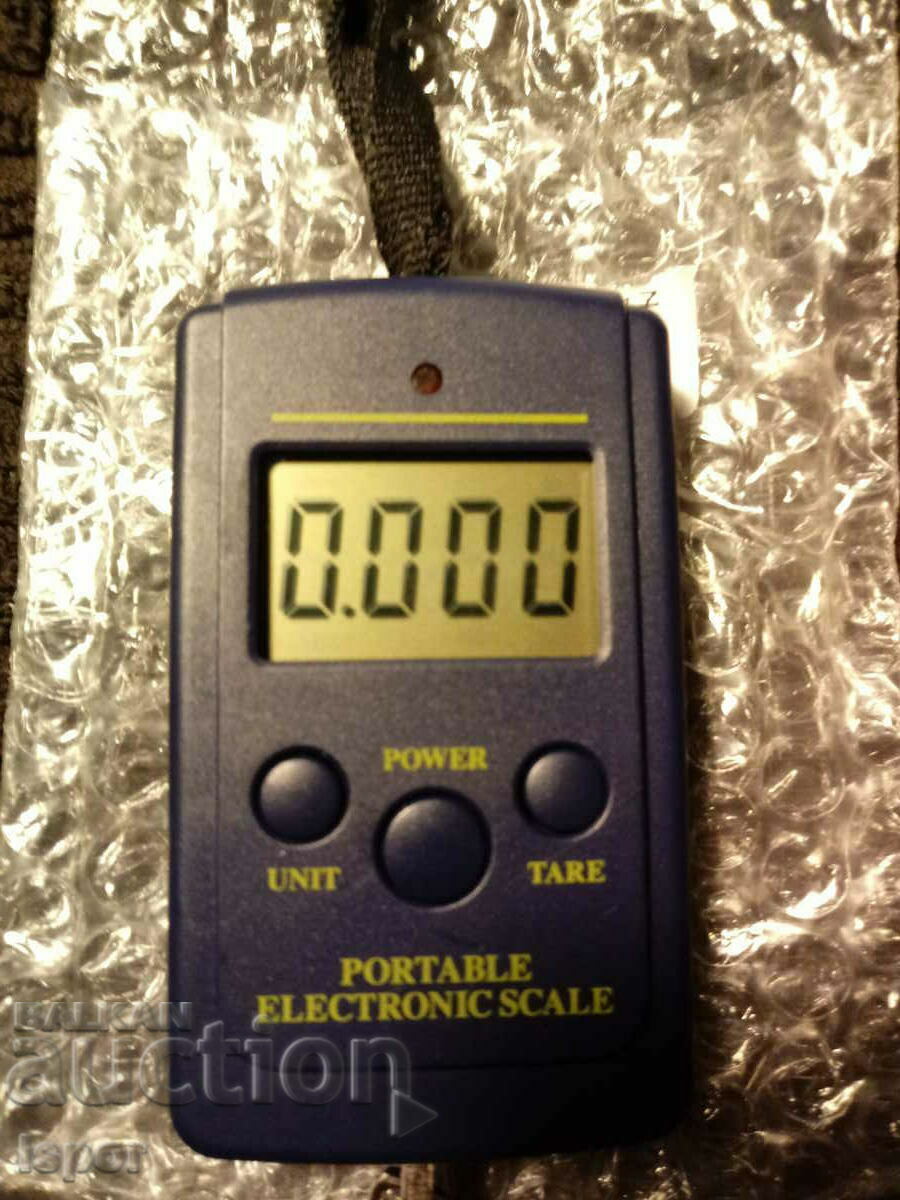 0.000
POWER
UNIT
TARE
PORTABLE
ELECTRONIC SCALE
BALKAN
auction
ispor